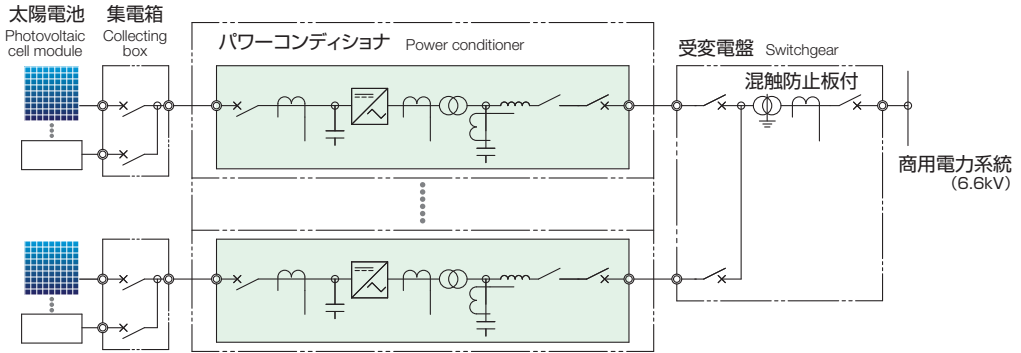 太陽電池
Photovoltaic
cell module
集電箱
Collecting
box
パワーコンディショナ Power conditioner
受変電盤 Switchgear
混触防止板付
商用電力系統
(6.6kV)